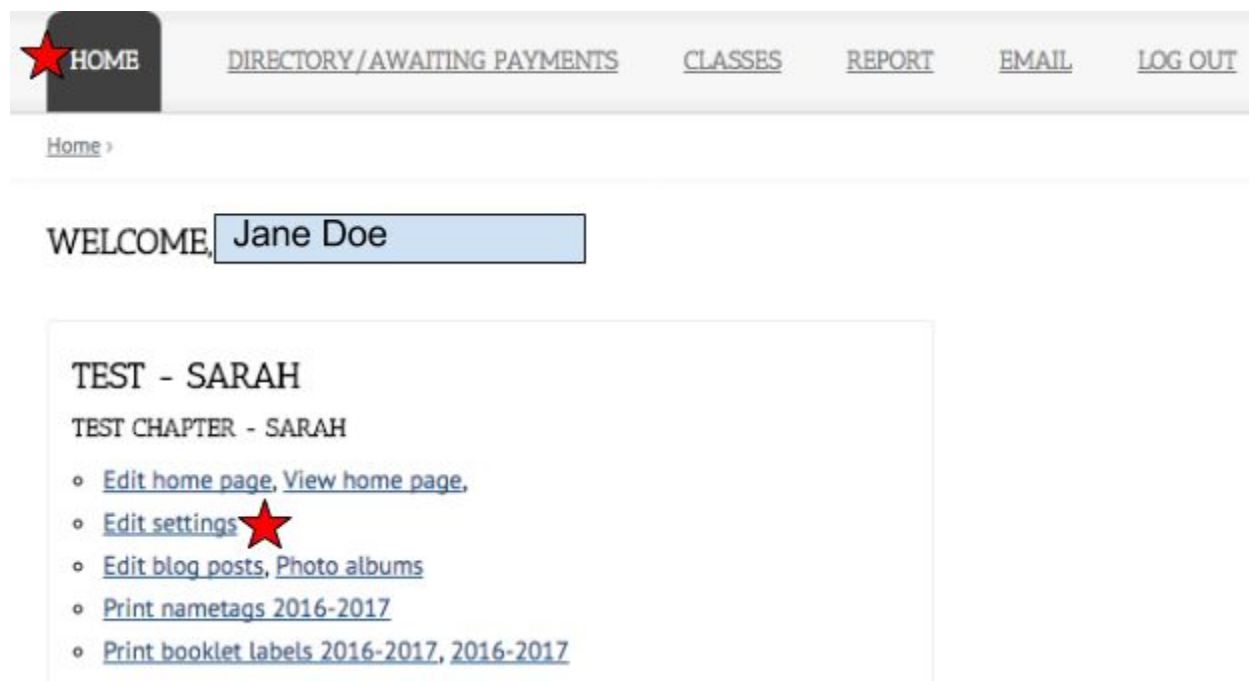 HOME DIRECTORY/AWAITING PAYMENTS CLASSES REPORT EMAIL LOG OUT
Home ›
WELCOME, Jane Doe
TEST - SARAH
TEST CHAPTER - SARAH
Edit home page, View home page,
Edit settings
Edit blog posts, Photo albums
Print nametags 2016-2017
Print booklet labels 2016-2017, 2016-2017